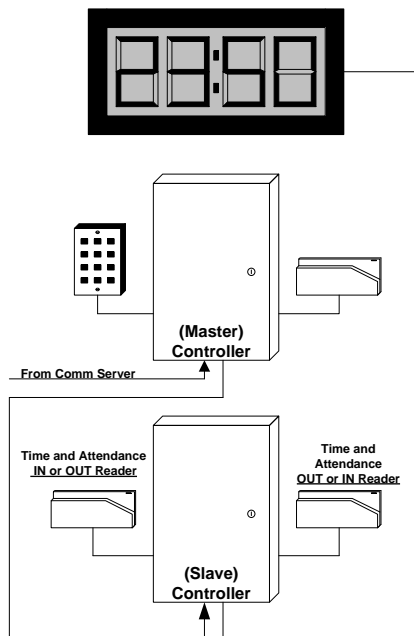 (Master)
Controller
From Comm Server
Time and Attendance
IN or OUT Reader
Time and
Attendance
OUT or IN Reader
(Slave)
Controller